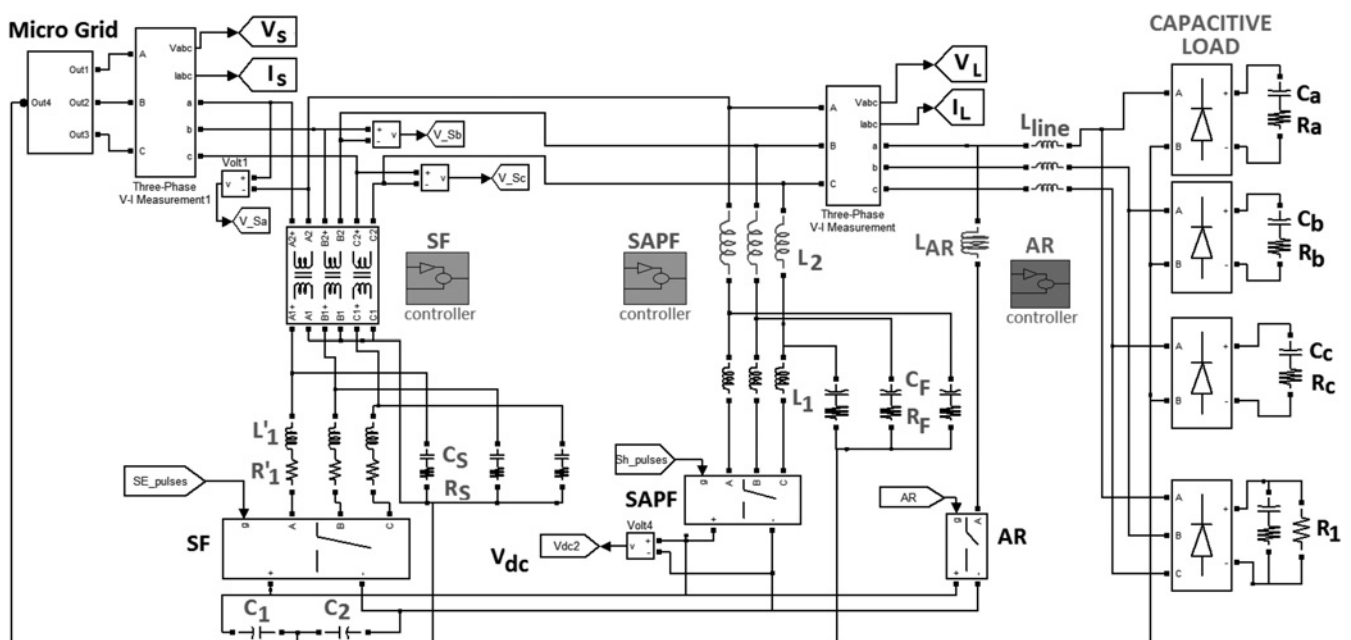 Micro Grid
Out1
Out2
Out3
Out4
A
B
C
Vabc
Iabc
a
b
c
Three-Phase
V-I Measurement1
Vs
Is
Volt1
+
-
v
V_Sa
+
-
v
V_Sb
+
-
v
V_Sc
A2+
A2
B2+
B2
C2+
C2
A1+
A1
B1+
B1
C1+
C1
SF
controller
SAPF
controller
AR
controller
A
B
C
Vabc
Iabc
a
b
c
Three-Phase
V-I Measurement
VL
IL
Lline
LAR
L2
L1
CF
RF
L'1
R'1
CS
RS
SE_pulses
g
A
B
C
+
-
SF
C1
C2
Sh_pulses
g
A
B
C
+
-
SAPF
Volt4
+
-
v
Vdc2
Vdc
AR
g
A
+
-
AR
CAPACITIVE
LOAD
A
B
+
-
Ca
Ra
A
B
+
-
Cb
Rb
A
B
+
-
Cc
Rc
A
B
C
+
-
R1